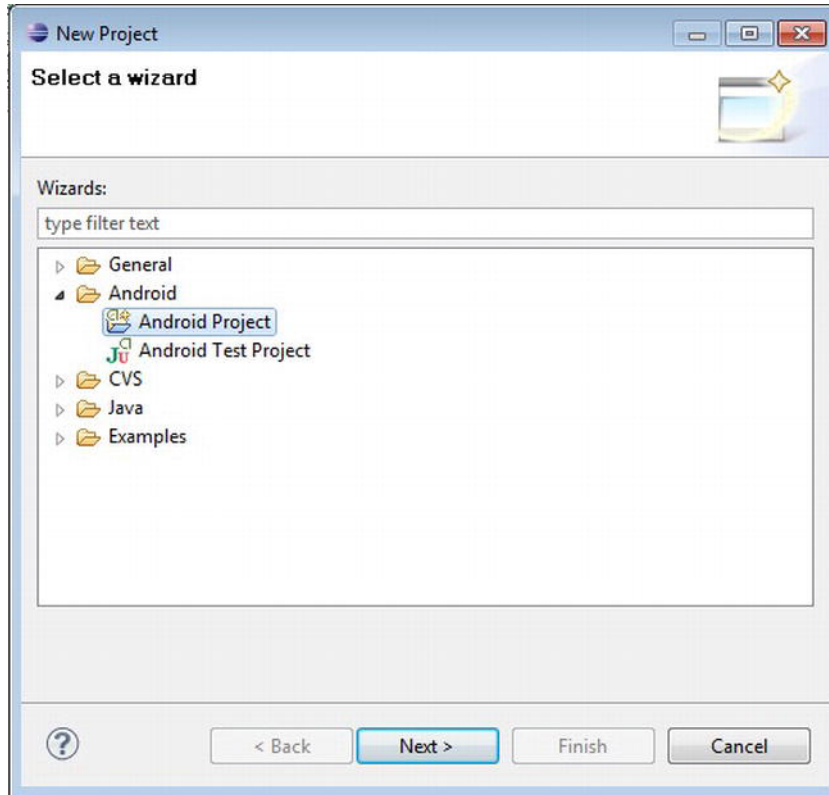 New Project
Select a wizard
Wizards:
type filter text
General
Android
Android Project
Android Test Project
CVS
Java
Examples
? < Back Next > Finish Cancel